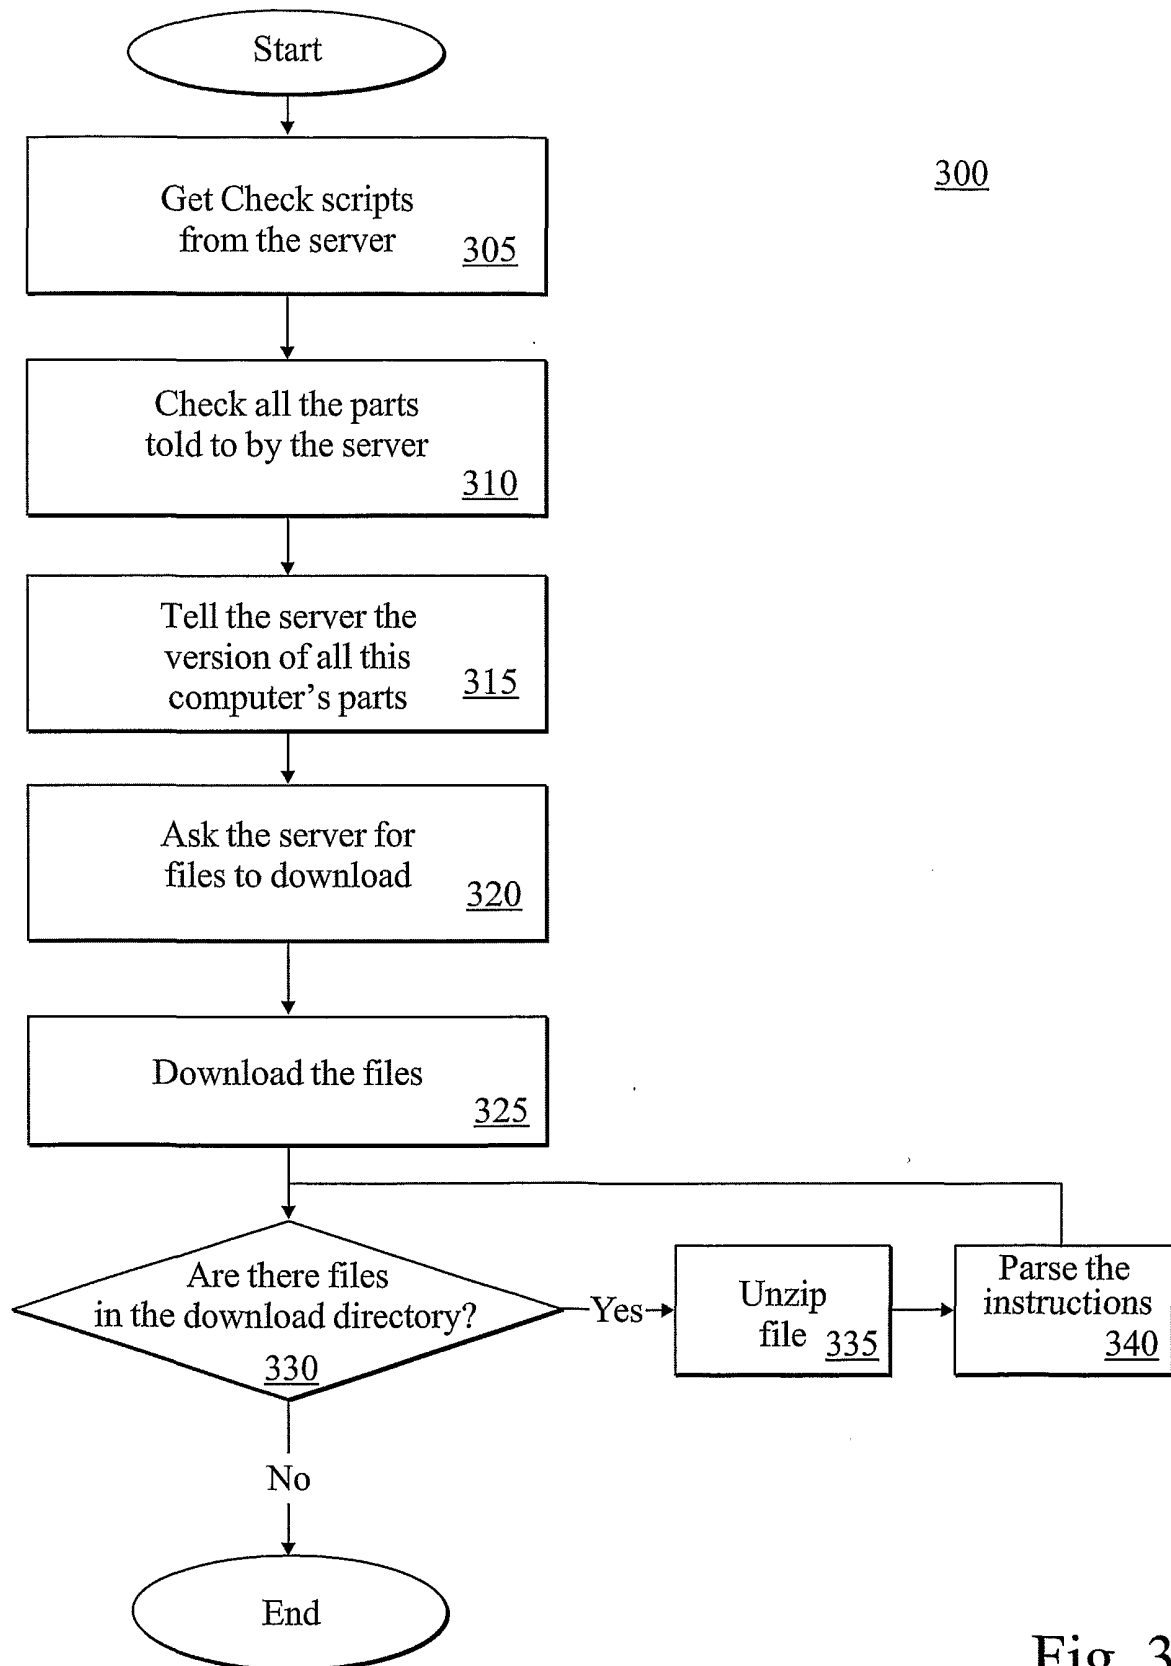 Start
300
Get Check scripts
from the server
305
Check all the parts
told to by the server
310
Tell the server the
version of all this
computer's parts
315
Ask the server for
files to download
320
Download the files
325
Are there files
in the download directory?
330
Yes
Unzip
file
335
Parse the
instructions
340
No
End
Fig. 3